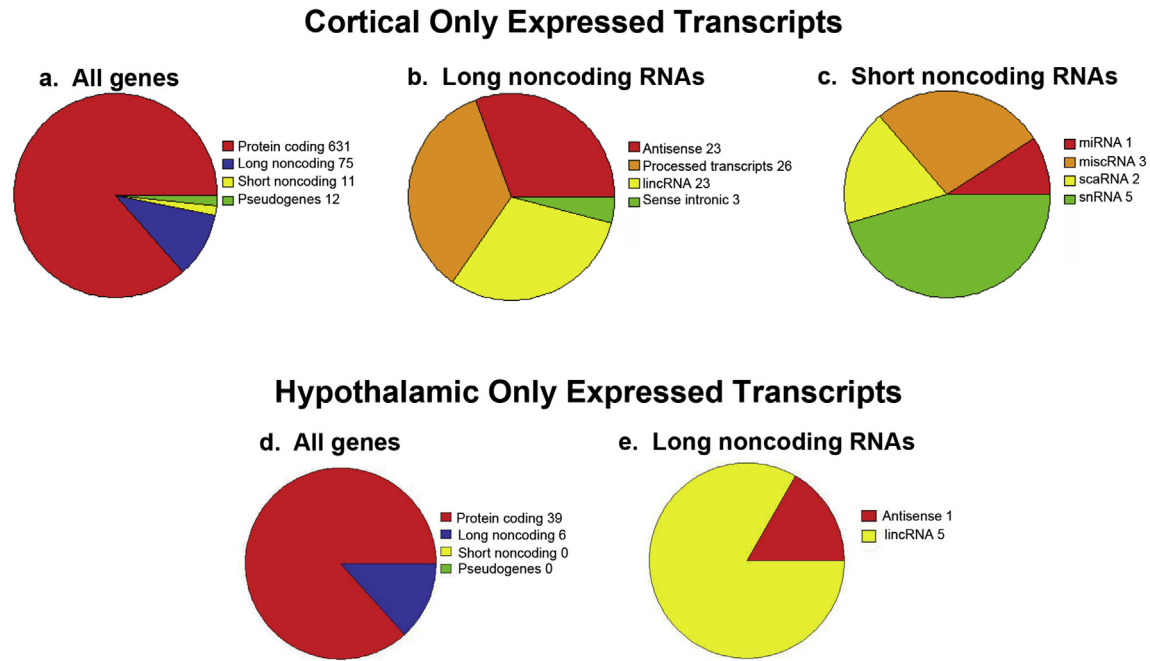 Cortical Only Expressed Transcripts
a. All genes
Protein coding 631
Long noncoding 75
Short noncoding 11
Pseudogenes 12
b. Long noncoding RNAs
Antisense 23
Processed transcripts 26
lincRNA 23
Sense intronic 3
c. Short noncoding RNAs
miRNA 1
miscRNA 3
scaRNA 2
snRNA 5
Hypothalamic Only Expressed Transcripts
d. All genes
Protein coding 39
Long noncoding 6
Short noncoding 0
Pseudogenes 0
e. Long noncoding RNAs
Antisense 1
lincRNA 5